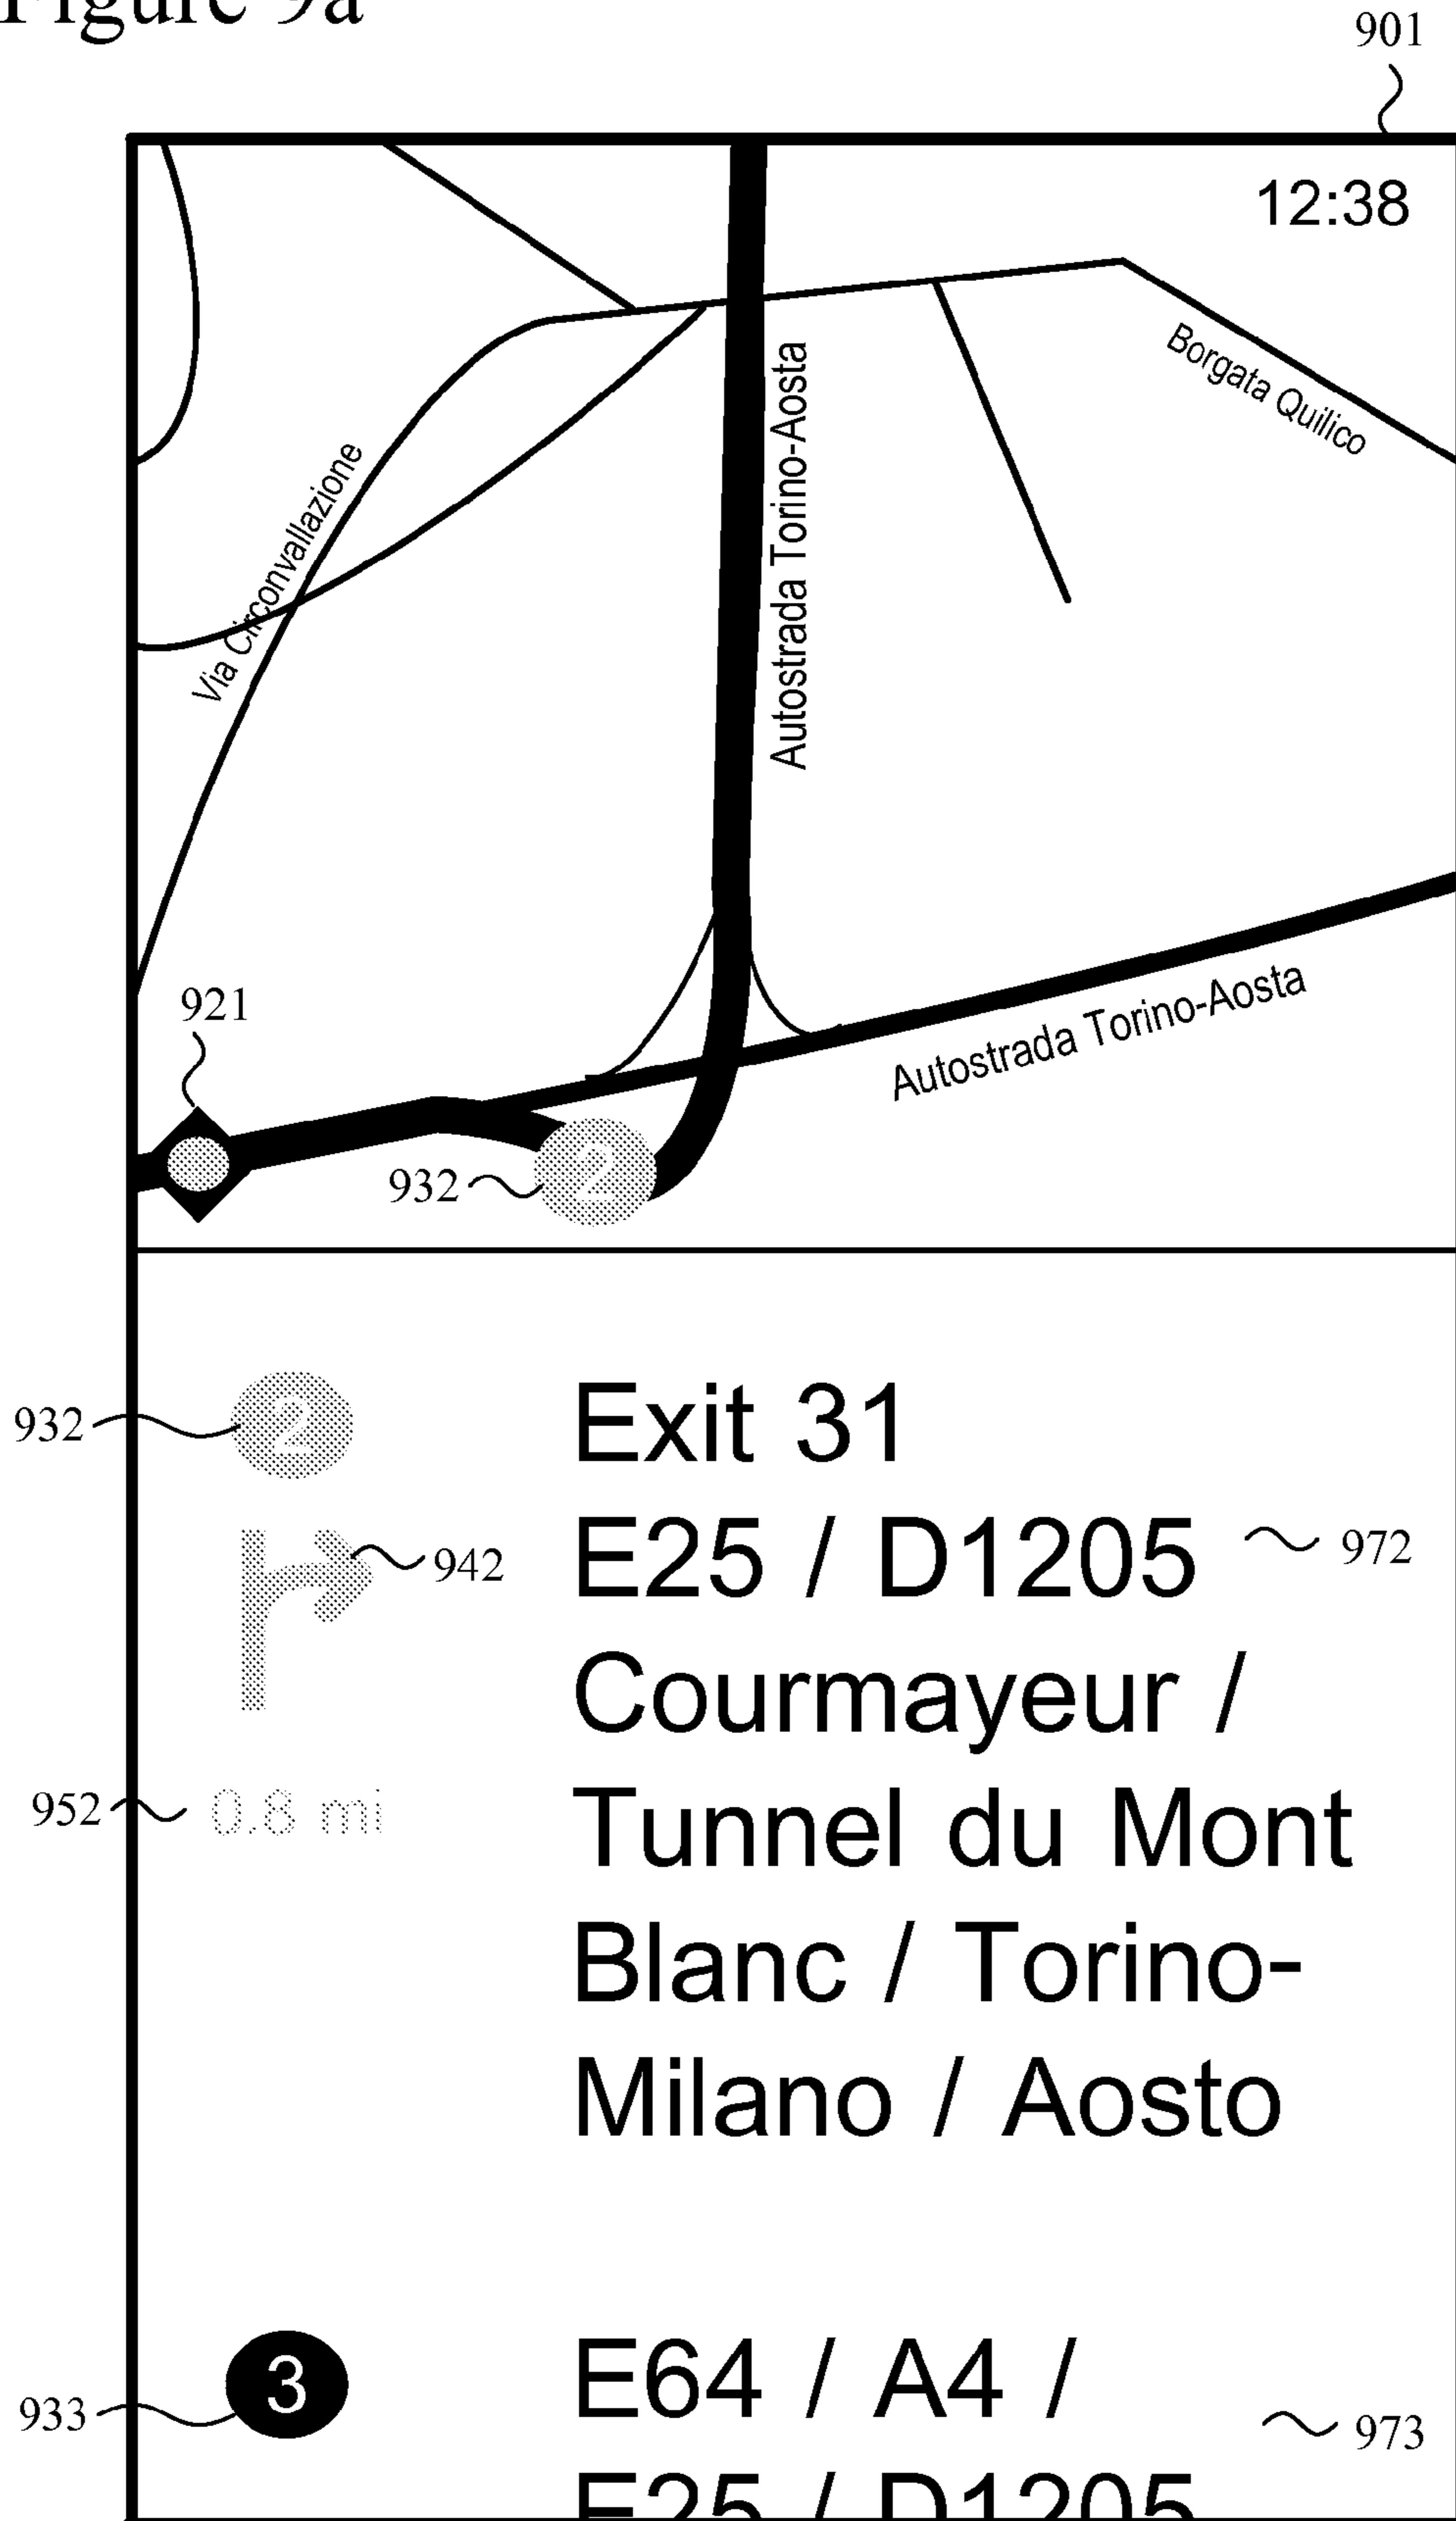 Figure 9a
901
12:38
Borgata Quilico
Autostrada Torino-Aosta
Via Circonvallazione
Autostrada Torino-Aosta
921
932
2
932
2
Exit 31
942
E25 / D1205
972
Courmayeur /
952
0.8 mi
Tunnel du Mont
Blanc / Torino-
Milano / Aosto
933
3
E64 / A4 /
973
E25 / D1205